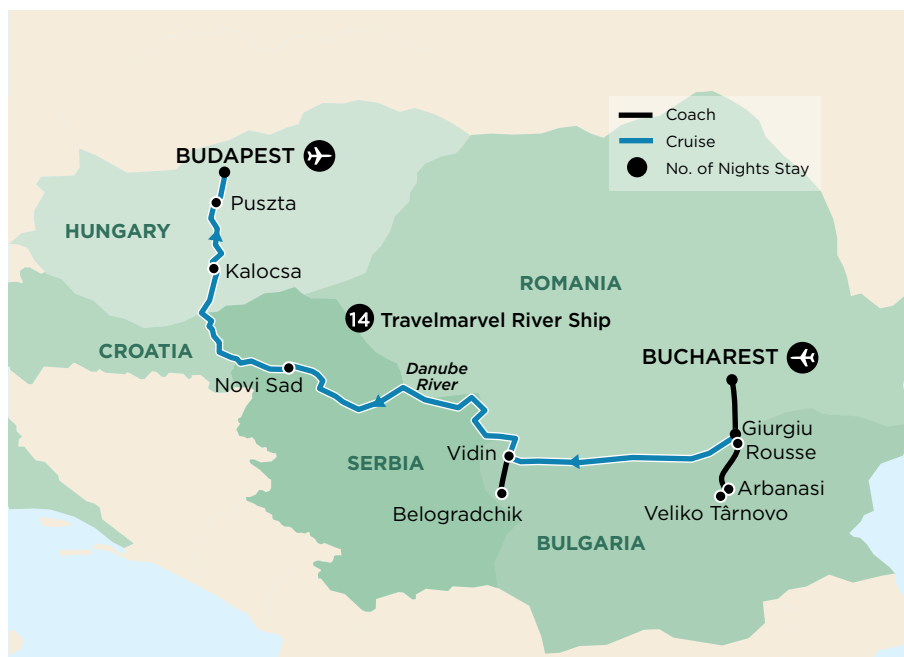 Coach
Cruise
No. of Nights Stay
BUDAPEST
Puszta
HUNGARY
Kalocsa
ROMANIA
14 Travelmarvel River Ship
CROATIA
BUCHAREST
Danube
River
Novi Sad
Giurgiu
Rousse
Vidin
SERBIA
Arbanasi
Belogradchik
Veliko Târnovo
BULGARIA